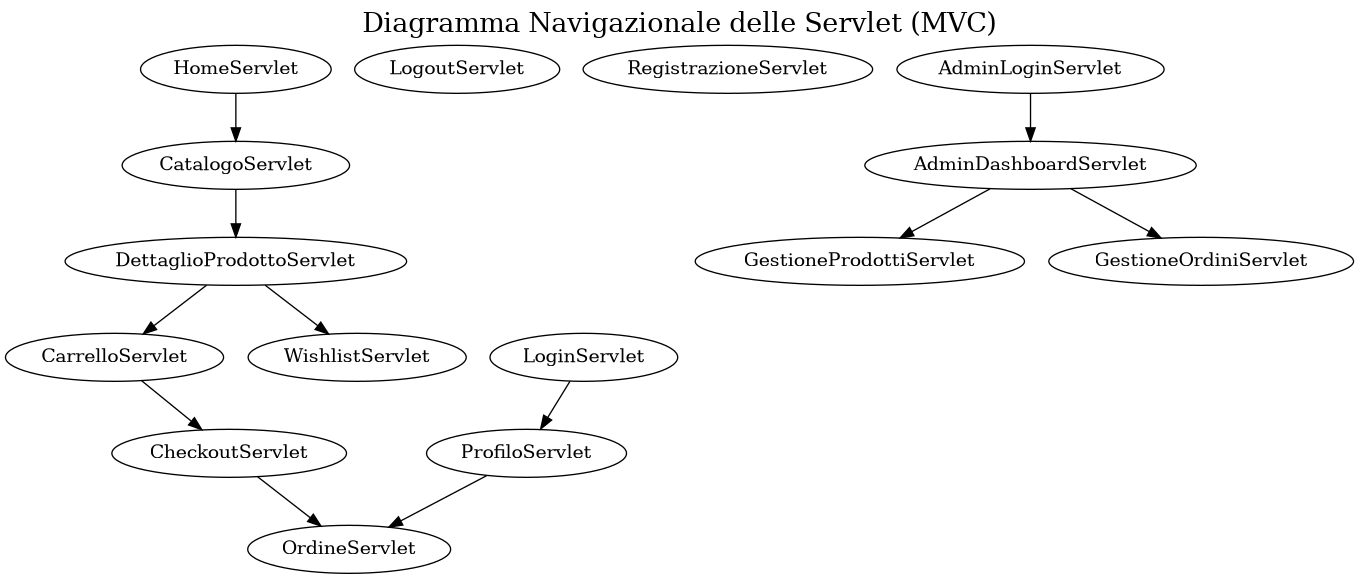 Diagramma Navigazionale delle Servlet (MVC)
HomeServlet
LogoutServlet
RegistrazioneServlet
AdminLoginServlet
CatalogoServlet
AdminDashboardServlet
DettaglioProdottoServlet
GestioneProdottiServlet
GestioneOrdiniServlet
CarrelloServlet
WishlistServlet
LoginServlet
CheckoutServlet
ProfiloServlet
OrdineServlet